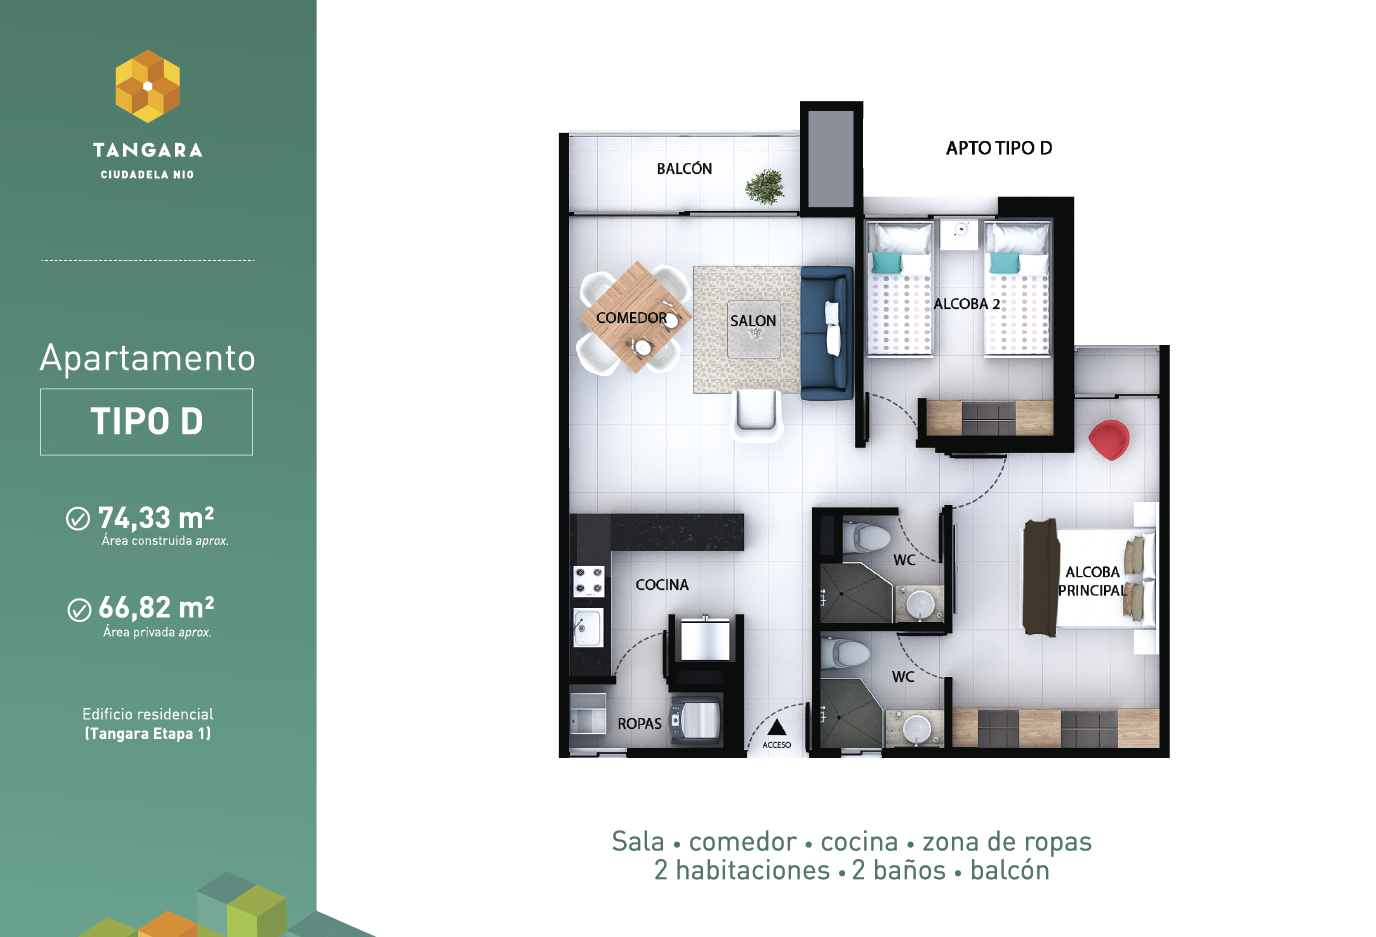 TANGARA
CIUDADELA NIO
Apartamento
TIPO D
74,33 m²
Área construida aprox.
66,82 m²
Área privada aprox.
Edificio residencial
(Tangara Etapa 1)
APTO TIPO D
BALCÓN
ALCOBA 2
COMEDOR
SALON
WC
COCINA
ALCOBA
PRINCIPAL
WC
ROPAS
ACCESO
Sala • comedor • cocina • zona de ropas
2 habitaciones • 2 baños • balcón